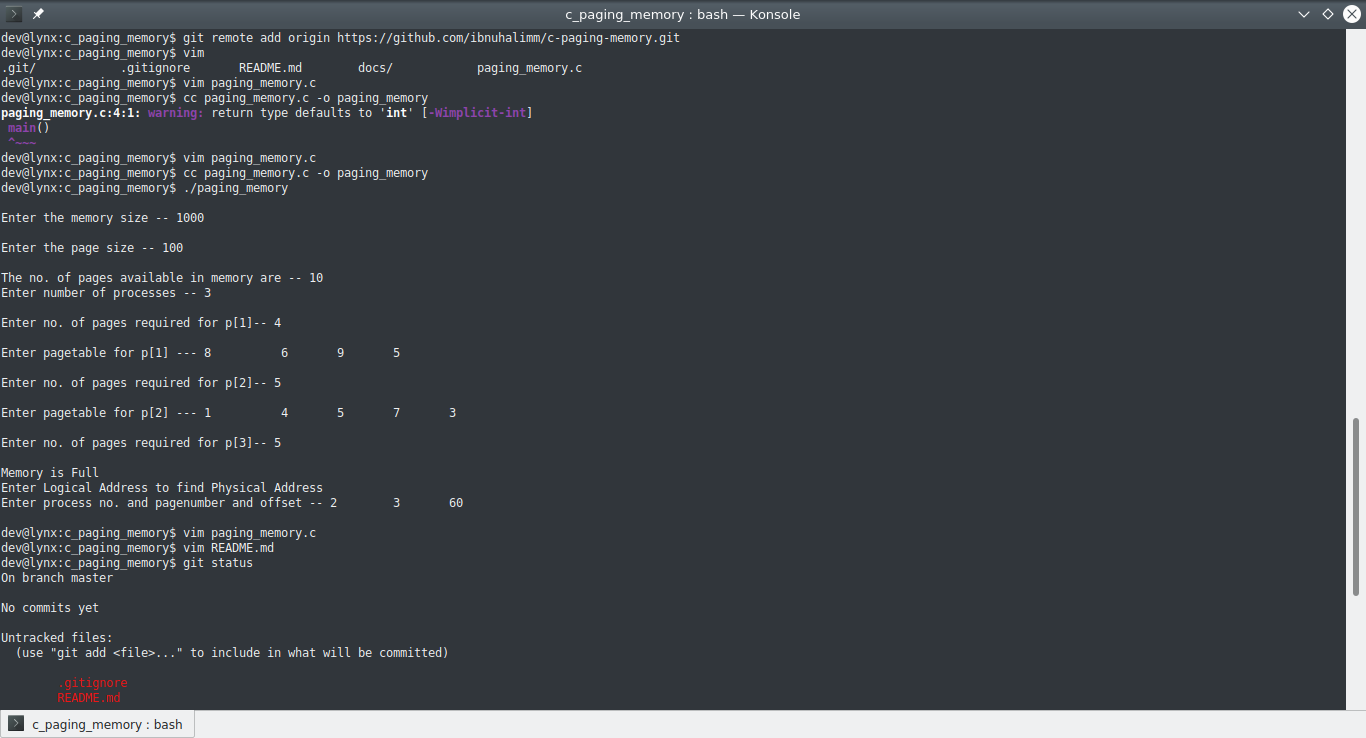 c_paging_memory : bash — Konsole
dev@lynx:c_paging_memory$ git remote add origin https://github.com/ibnuhalimm/c-paging-memory.git
dev@lynx:c_paging_memory$ vim
.git/            .gitignore       README.md        docs/            paging_memory.c
dev@lynx:c_paging_memory$ vim paging_memory.c
dev@lynx:c_paging_memory$ cc paging_memory.c -o paging_memory
paging_memory.c:4:1: warning: return type defaults to 'int' [-Wimplicit-int]
 main()
 ^~~~
dev@lynx:c_paging_memory$ vim paging_memory.c
dev@lynx:c_paging_memory$ cc paging_memory.c -o paging_memory
dev@lynx:c_paging_memory$ ./paging_memory
Enter the memory size -- 1000
Enter the page size -- 100
The no. of pages available in memory are -- 10
Enter number of processes -- 3
Enter no. of pages required for p[1]-- 4
Enter pagetable for p[1] --- 8          6       9       5
Enter no. of pages required for p[2]-- 5
Enter pagetable for p[2] --- 1          4       5       7       3
Enter no. of pages required for p[3]-- 5
Memory is Full
Enter Logical Address to find Physical Address
Enter process no. and pagenumber and offset -- 2        3       60
dev@lynx:c_paging_memory$ vim paging_memory.c
dev@lynx:c_paging_memory$ vim README.md
dev@lynx:c_paging_memory$ git status
On branch master
No commits yet
Untracked files:
  (use "git add <file>..." to include in what will be committed)
        .gitignore
        README.md
c_paging_memory : bash